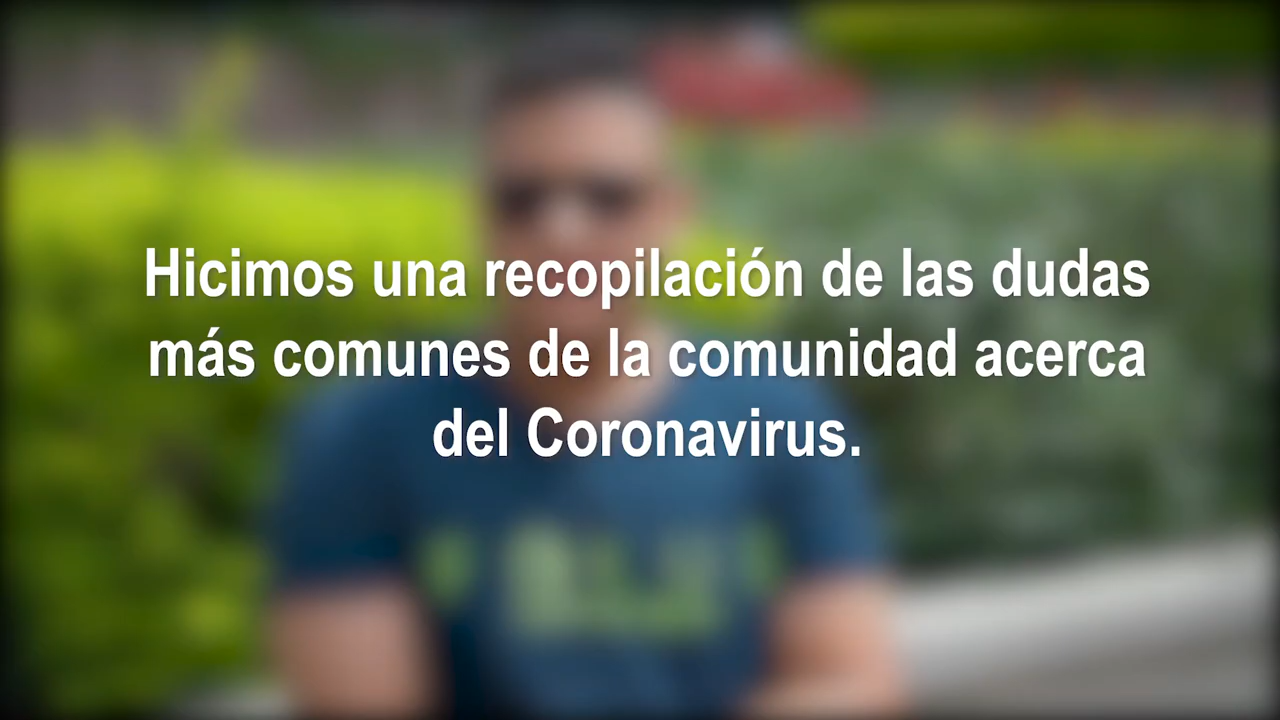 Hicimos una recopilación de las dudas
más comunes de la comunidad acerca
del Coronavirus.